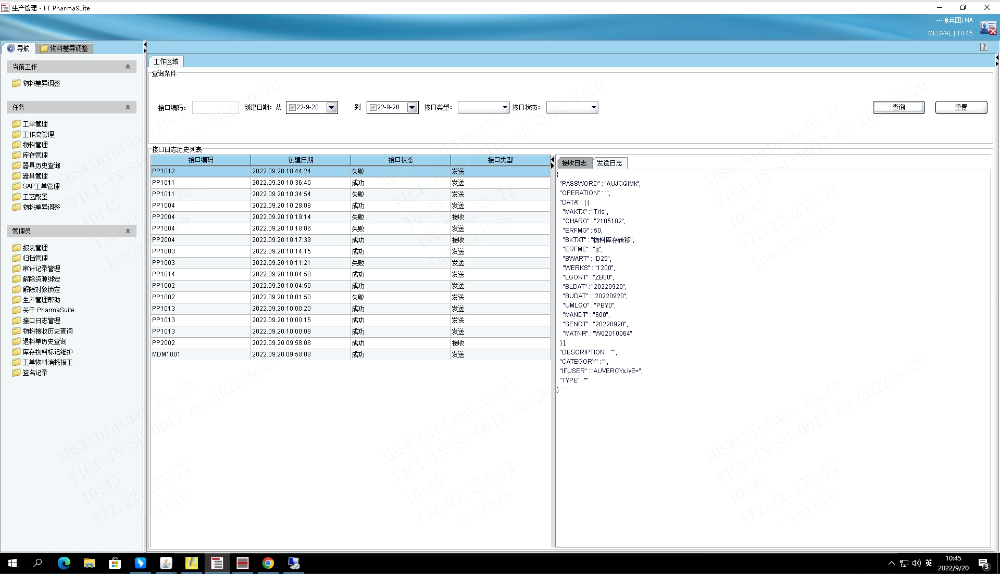 生产管理 - FT PharmaSuite
---徐兵团| NA
MESVAL | 10:45
导航
物料差异调整
?
当前工作
物料差异调整
任务
工单管理
工作流管理
物料管理
库存管理
器具历史查询
器具管理
SAP工单管理
工艺配置
物料差异调整
管理员
报表管理
归档管理
审计记录管理
解除资源绑定
解除对象锁定
生产管理帮助
关于 PharmaSuite
接口日志管理
物料接收历史查询
退料单历史查询
库存物料标记维护
工单物料消耗报工
签名记录
工作区域
查询条件
接口编码: 创建日期: 从 22-9-20 到 22-9-20 接口类型: 接口状态: 查询 重置
接口日志历史列表
接口编码 创建日期 接口状态 接口类型
PP1012 2022.09.20 10:44:24 失败 发送
PP1011 2022.09.20 10:36:40 成功 发送
PP1011 2022.09.20 10:34:54 失败 发送
PP1004 2022.09.20 10:28:08 成功 发送
PP2004 2022.09.20 10:19:14 失败 接收
PP1004 2022.09.20 10:18:06 失败 发送
PP2004 2022.09.20 10:17:39 成功 接收
PP1003 2022.09.20 10:14:15 成功 发送
PP1003 2022.09.20 10:11:21 失败 发送
PP1014 2022.09.20 10:04:50 成功 发送
PP1002 2022.09.20 10:04:50 成功 发送
PP1002 2022.09.20 10:01:50 失败 发送
PP1013 2022.09.20 10:00:20 成功 发送
PP1013 2022.09.20 10:00:15 成功 发送
PP1013 2022.09.20 10:00:09 成功 发送
PP2002 2022.09.20 09:58:08 成功 接收
MDM1001 2022.09.20 09:58:08 成功 发送
接收日志 发送日志
{
"PASSWORD" : "AUJCQiMk",
"OPERATION" : "",
"DATA" : [ {
"MAKTX" : "Tris",
"CHARG" : "2105102",
"ERFMG" : 50,
"BKTXT" : "物料库存转移",
"ERFME" : "g",
"BWART" : "D20",
"WERKS" : "1200",
"LGORT" : "ZB00",
"BLDAT" : "20220920",
"BUDAT" : "20220920",
"UMLGO" : "PBY0",
"MANDT" : "800",
"SENDT" : "20220920",
"MATNR" : "W02010064"
} ],
"DESCRIPTION" : "",
"CATEGORY" : "",
"IFUSER" : "AUVERCYxJyE=",
"TYPE" : ""
}
XDSW\bintuan.xu.it
V1C1-IN-SU-0012 on 2022/9/20
10:45
172.22.255.72
Innoventbio
英
10:45
2022/9/20
3